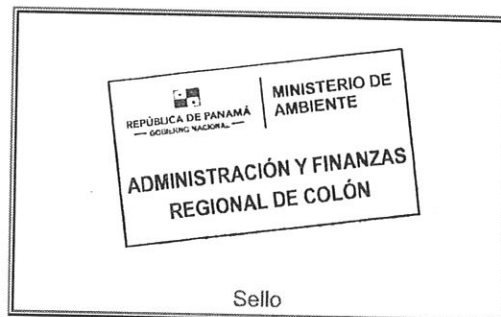 REPÚBLICA DE PANAMÁ
— GOBIERNO NACIONAL —
MINISTERIO DE
AMBIENTE
ADMINISTRACIÓN Y FINANZAS
REGIONAL DE COLÓN
Sello